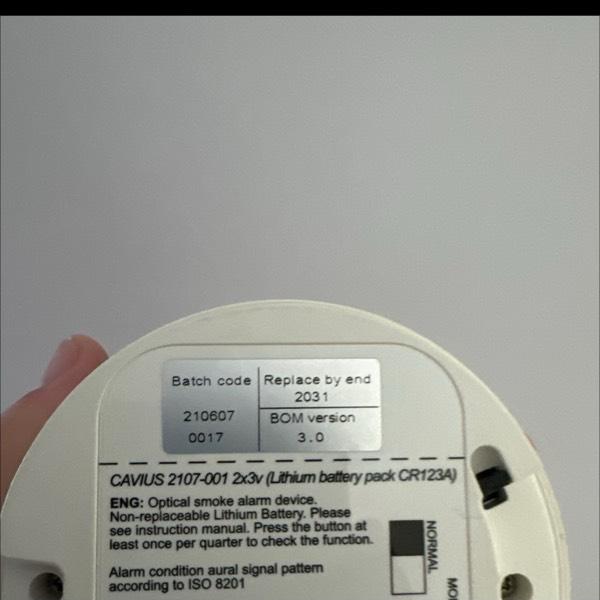 Batch code
210607
0017
Replace by end
2031
BOM version
3.0
CAVIUS 2107-001 2x3v (Lithium battery pack CR123A)
ENG: Optical smoke alarm device.
Non-replaceable Lithium Battery. Please
see instruction manual. Press the button at
least once per quarter to check the function.
Alarm condition aural signal pattern
according to ISO 8201
NORMAL